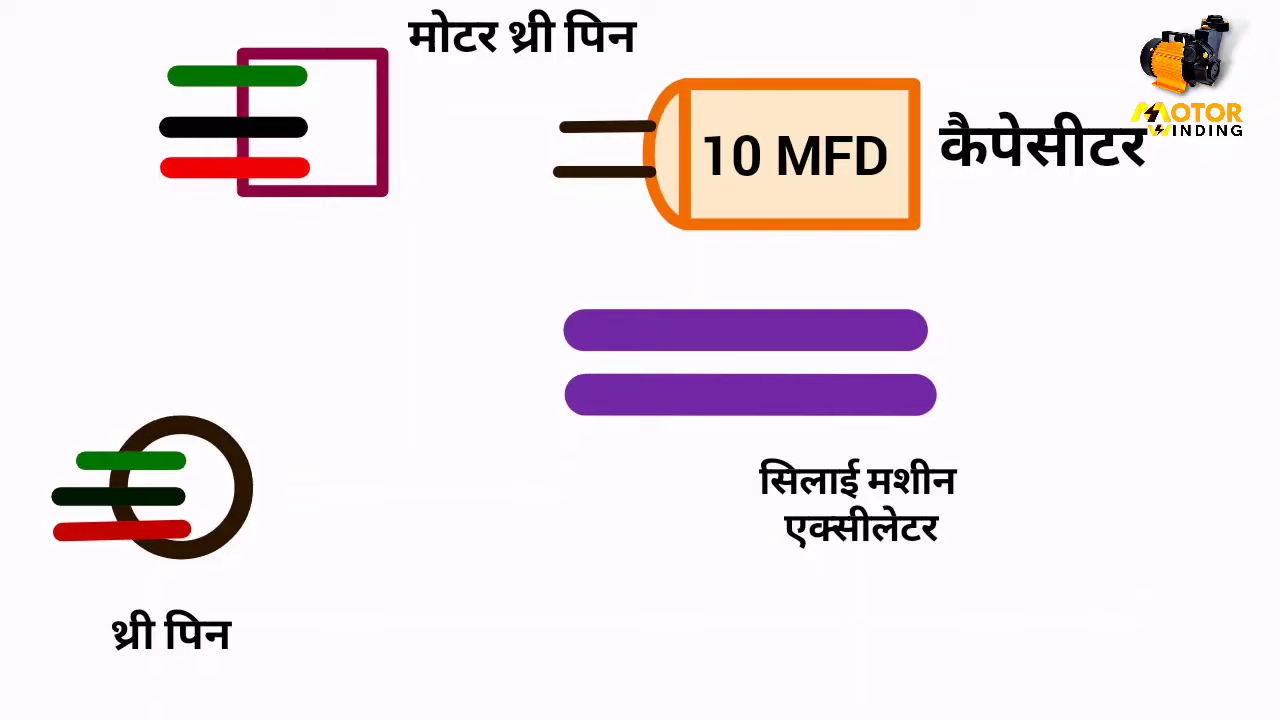 मोटर थ्री पिन
MOTOR
WINDING
10 MFD
कैपेसीटर
सिलाई मशीन
एक्सीलेटर
थ्री पिन